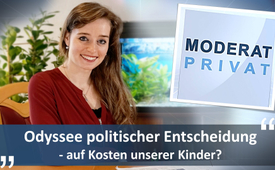 MODERAT
PRIVAT
Odyssee politischer Entscheidung
- auf Kosten unserer Kinder?
"
"